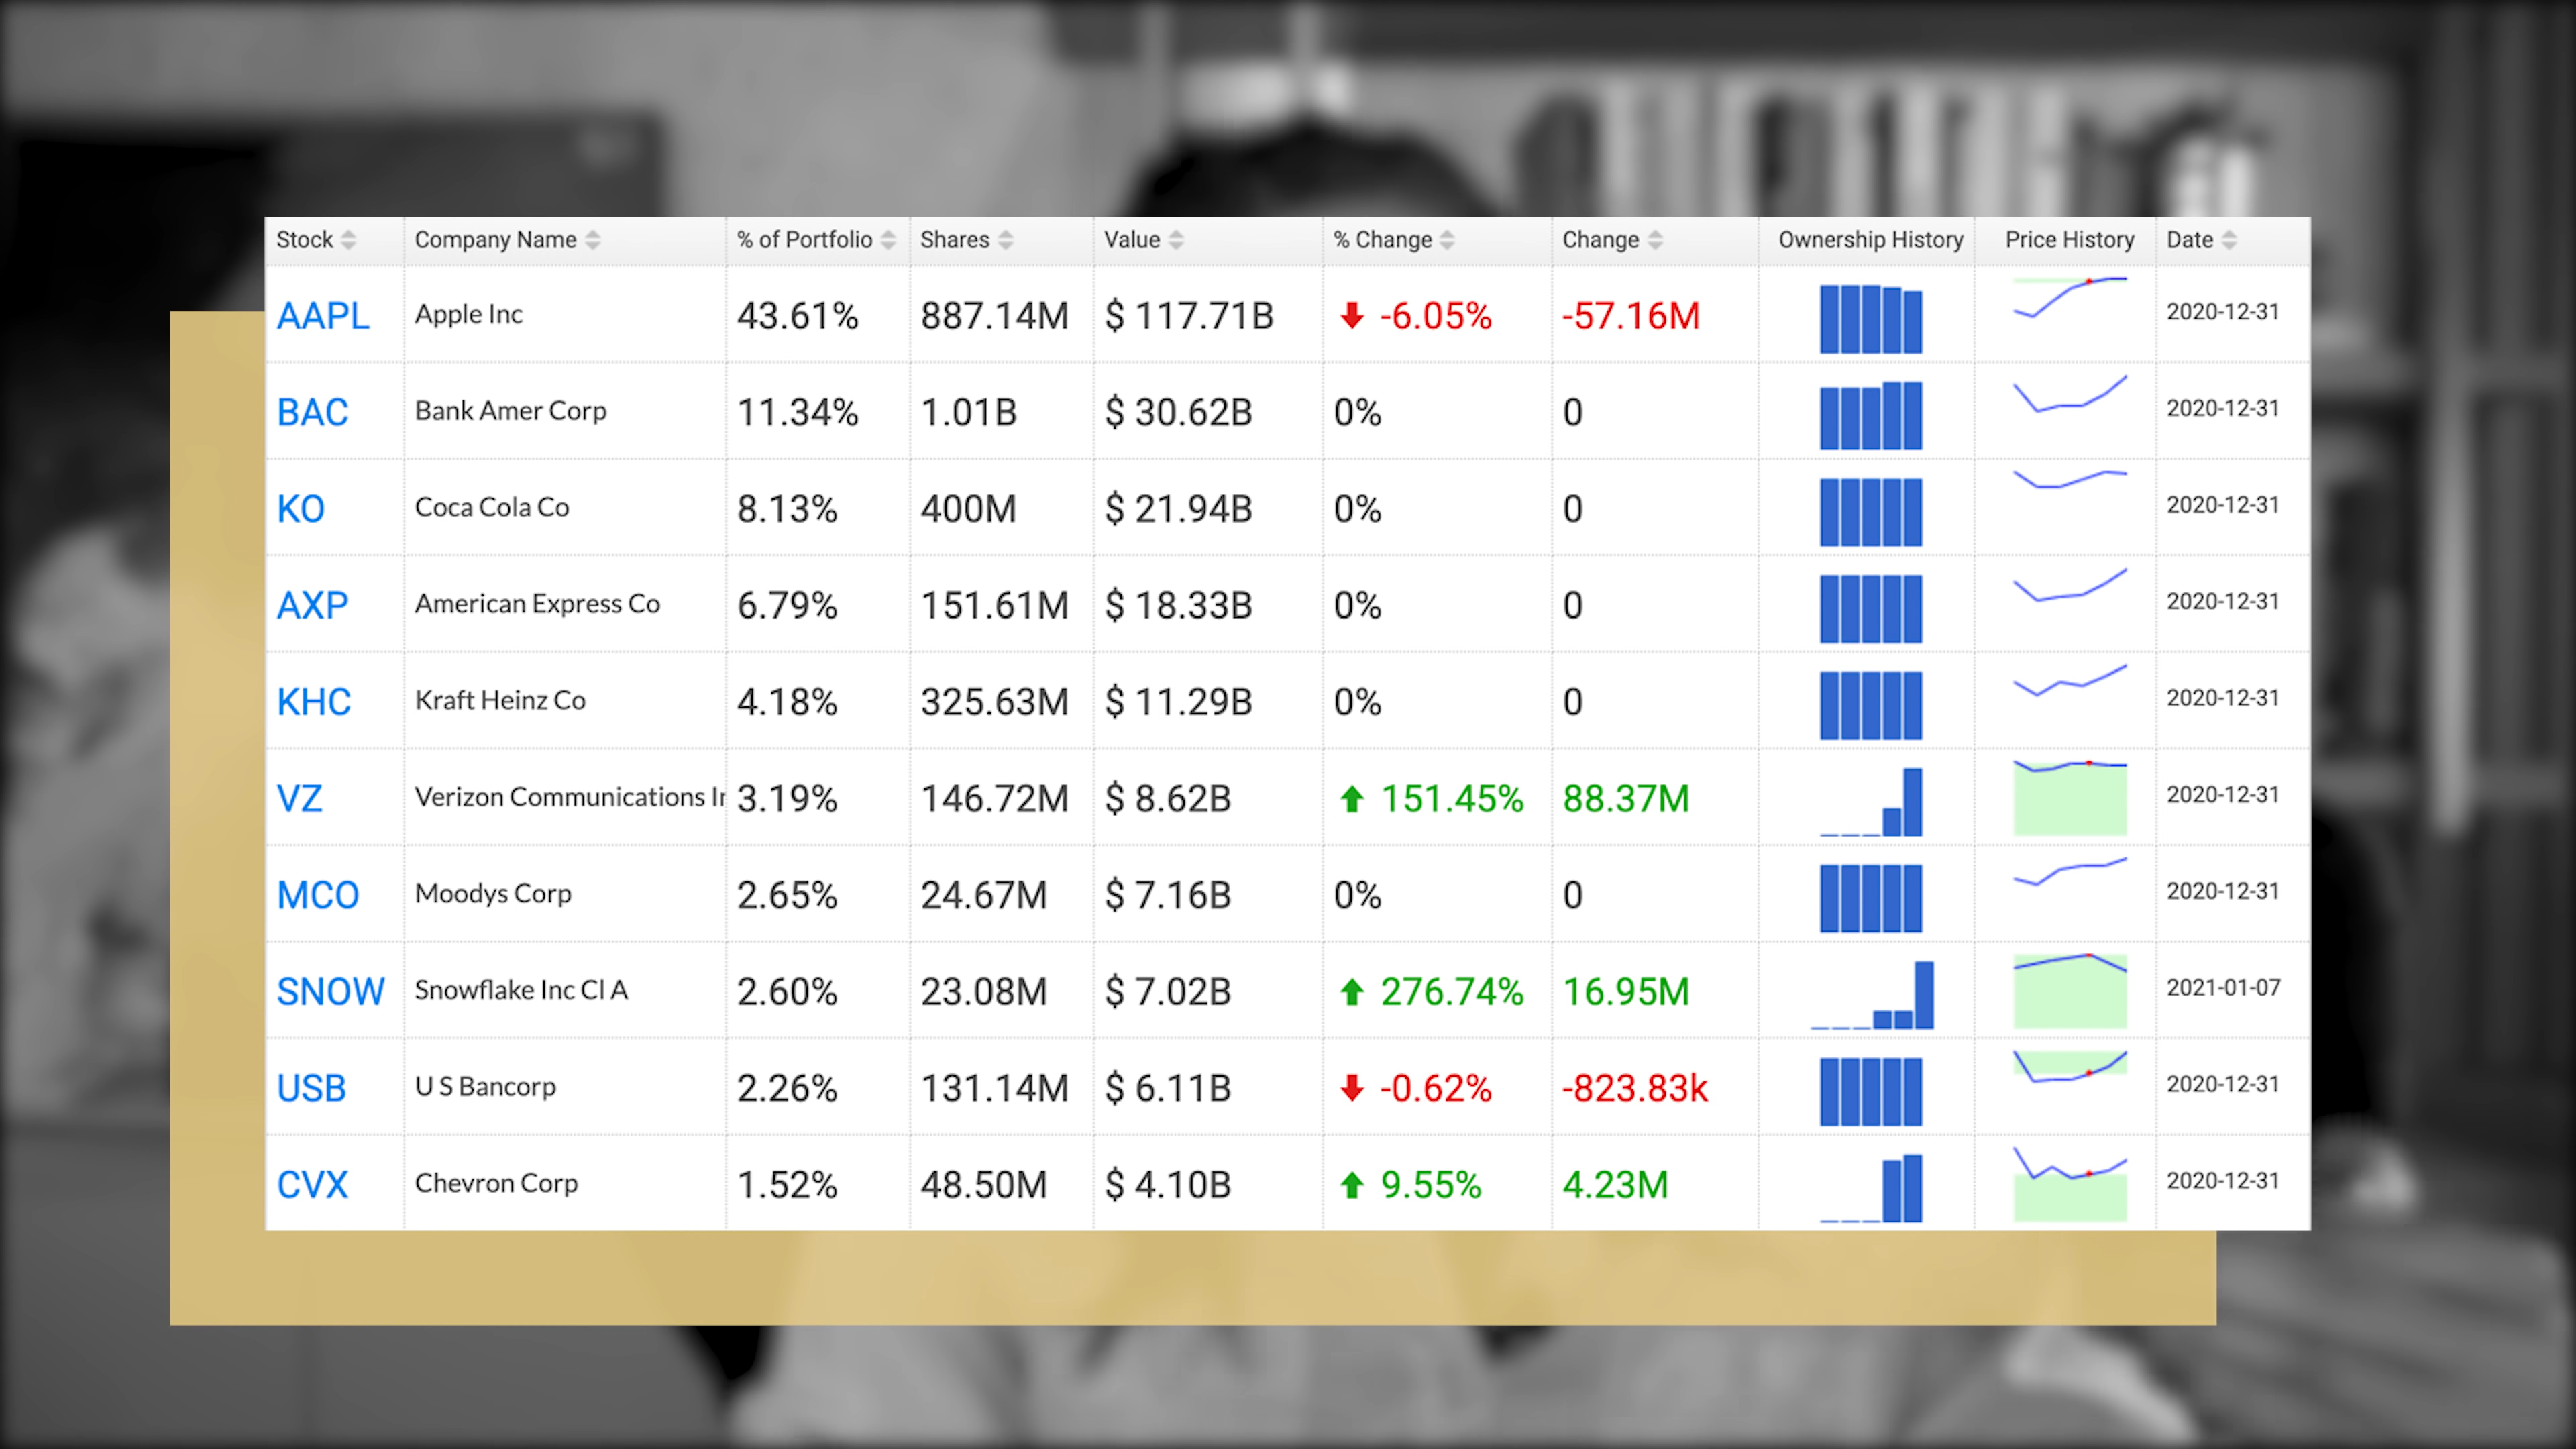 Stock Company Name % of Portfolio Shares Value % Change Change Ownership History Price History Date
AAPL Apple Inc 43.61% 887.14M $ 117.71B -6.05% -57.16M 2020-12-31
BAC Bank Amer Corp 11.34% 1.01B $ 30.62B 0% 0 2020-12-31
KO Coca Cola Co 8.13% 400M $ 21.94B 0% 0 2020-12-31
AXP American Express Co 6.79% 151.61M $ 18.33B 0% 0 2020-12-31
KHC Kraft Heinz Co 4.18% 325.63M $ 11.29B 0% 0 2020-12-31
VZ Verizon Communications Ir 3.19% 146.72M $ 8.62B 151.45% 88.37M 2020-12-31
MCO Moodys Corp 2.65% 24.67M $ 7.16B 0% 0 2020-12-31
SNOW Snowflake Inc Cl A 2.60% 23.08M $ 7.02B 276.74% 16.95M 2021-01-07
USB U S Bancorp 2.26% 131.14M $ 6.11B -0.62% -823.83k 2020-12-31
CVX Chevron Corp 1.52% 48.50M $ 4.10B 9.55% 4.23M 2020-12-31